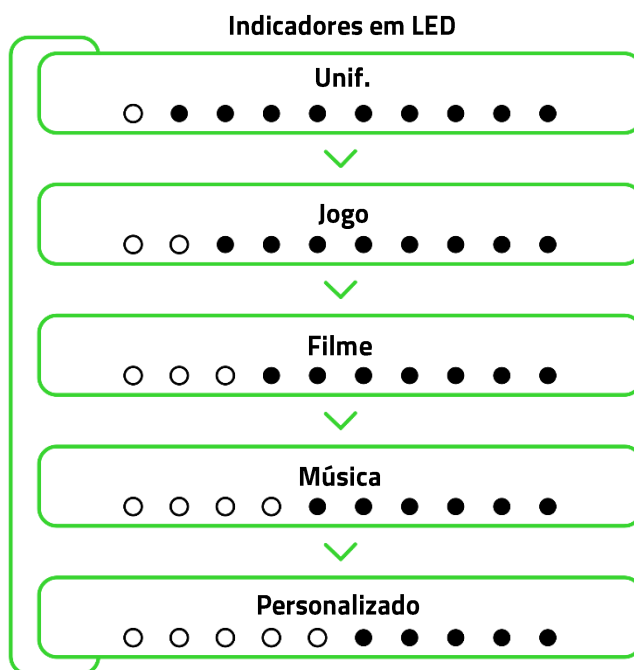 Indicadores em LED
Unif.
Jogo
Filme
Música
Personalizado